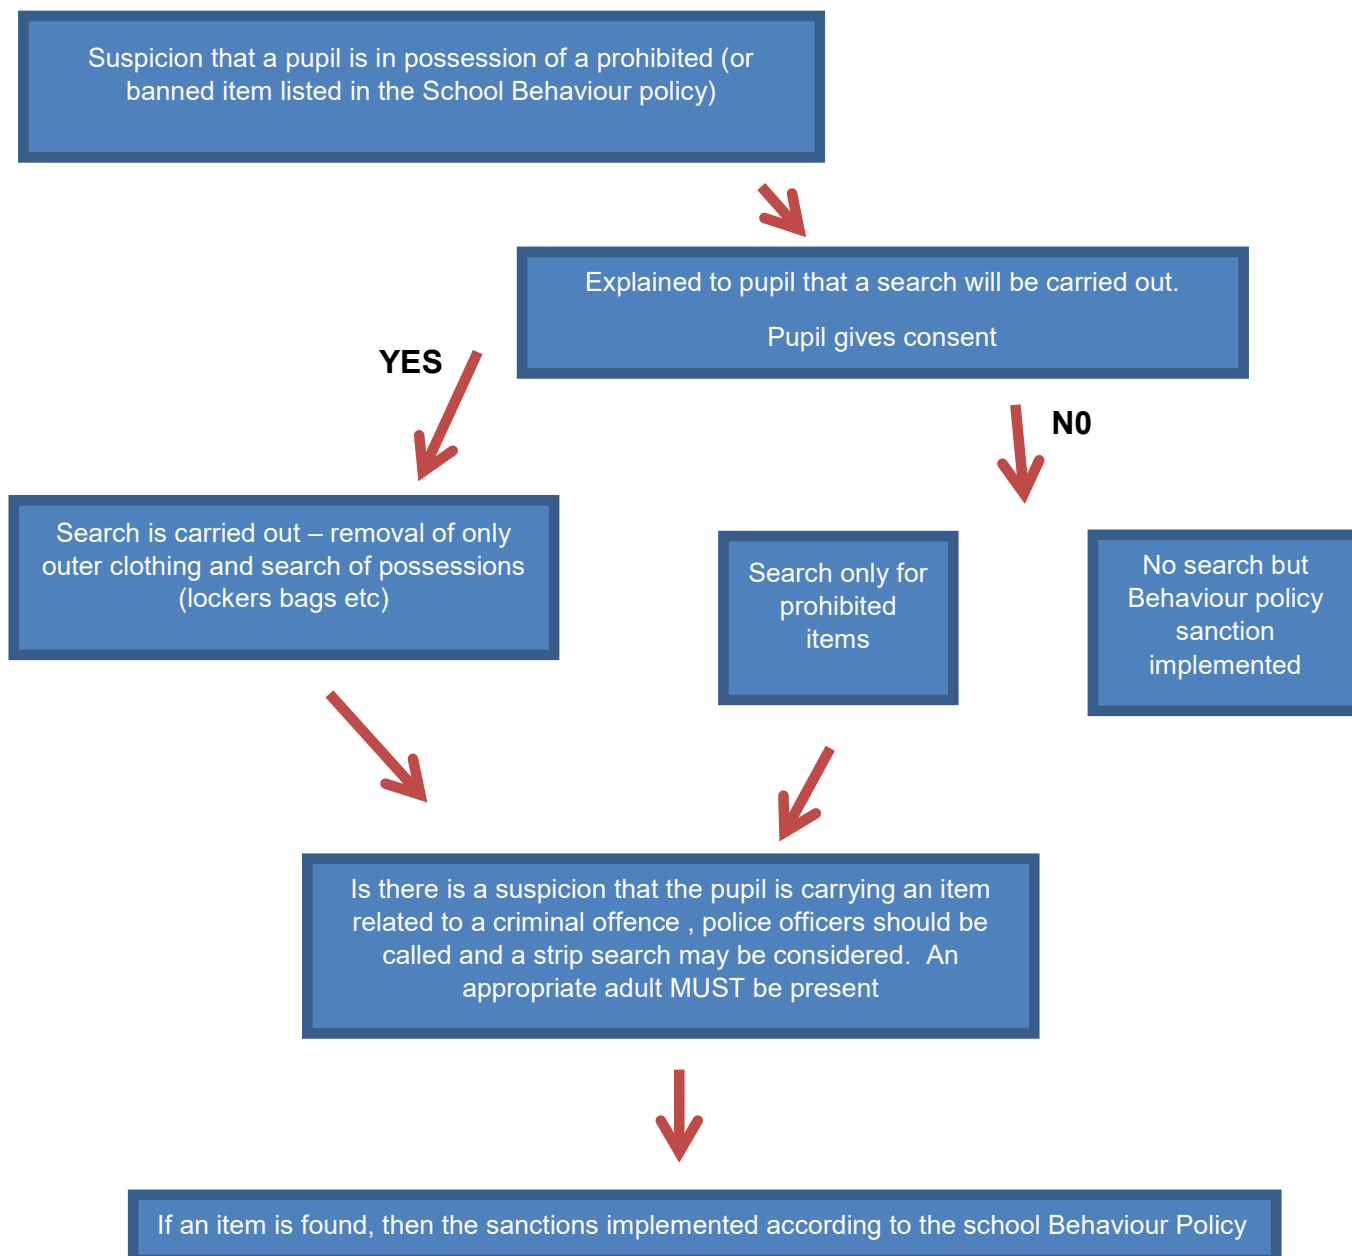 Suspicion that a pupil is in possession of a prohibited (or
banned item listed in the School Behaviour policy)
Explained to pupil that a search will be carried out.
Pupil gives consent
YES
N0
Search is carried out – removal of only
outer clothing and search of possessions
(lockers bags etc)
Search only for
prohibited
items
No search but
Behaviour policy
sanction
implemented
Is there is a suspicion that the pupil is carrying an item
related to a criminal offence , police officers should be
called and a strip search may be considered.  An
appropriate adult MUST be present
If an item is found, then the sanctions implemented according to the school Behaviour Policy